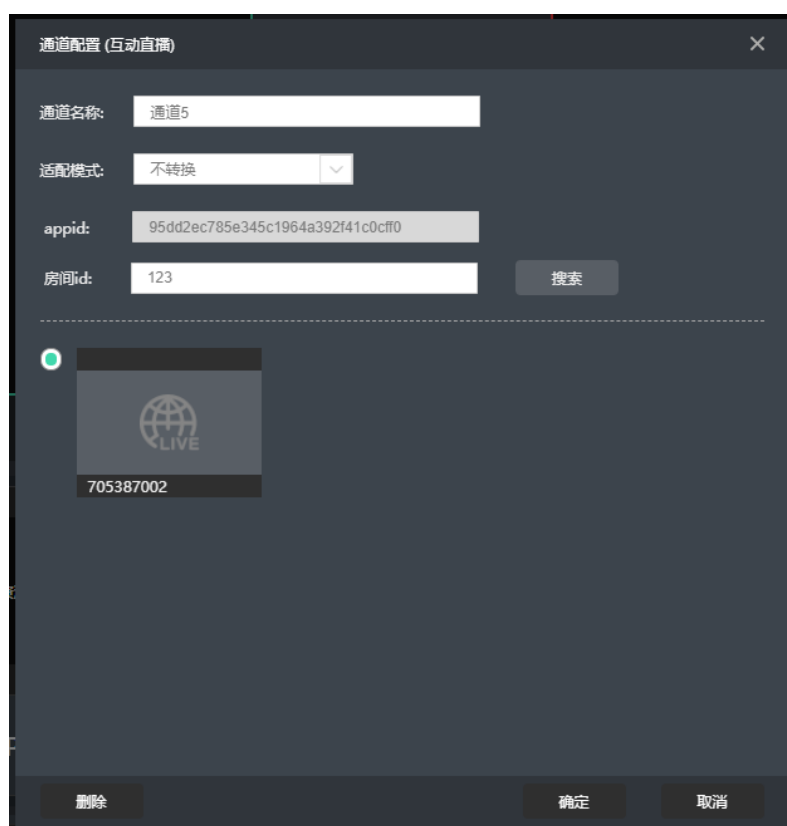 通道配置 (互动直播)
通道名称: 通道5
适配模式: 不转换
appid: 95dd2ec785e345c1964a392f41c0cff0
房间id: 123 搜索
LIVE
705387002
删除 确定 取消